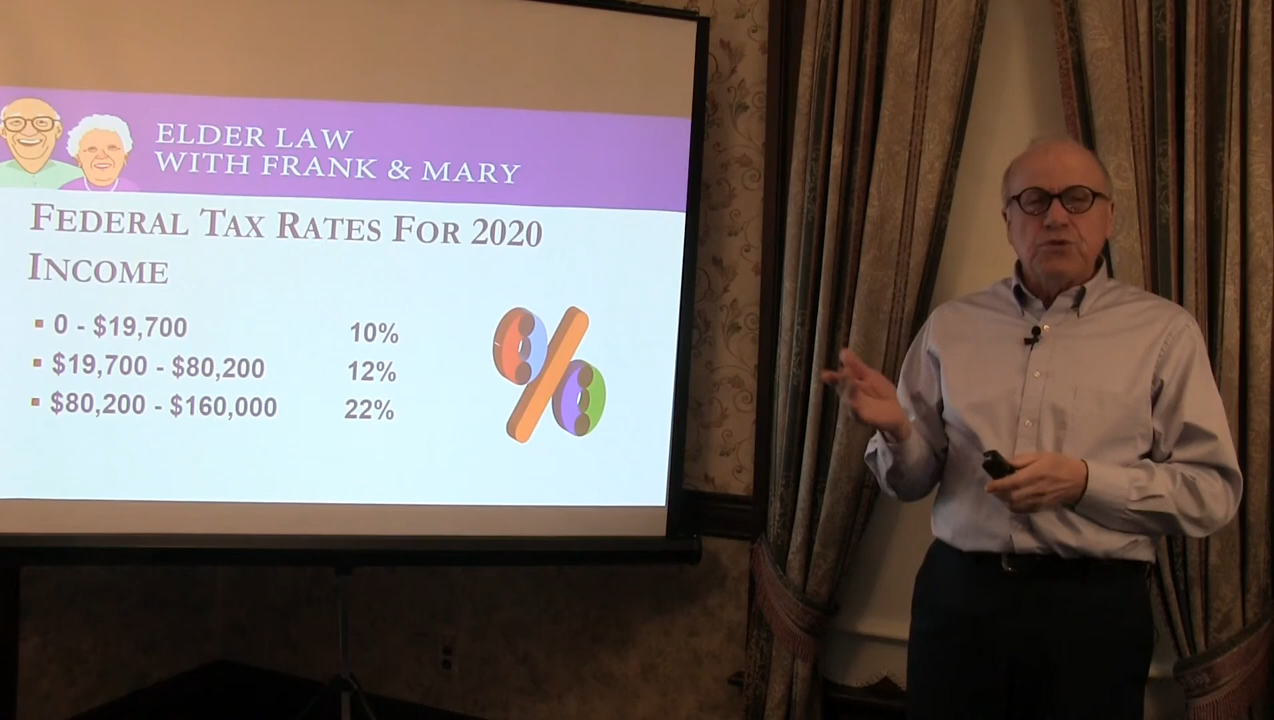 ELDER LAW
WITH FRANK & MARY
FEDERAL TAX RATES FOR 2020
INCOME
▪ 0 - $19,700 10%
▪ $19,700 - $80,200 12%
▪ $80,200 - $160,000 22%
%